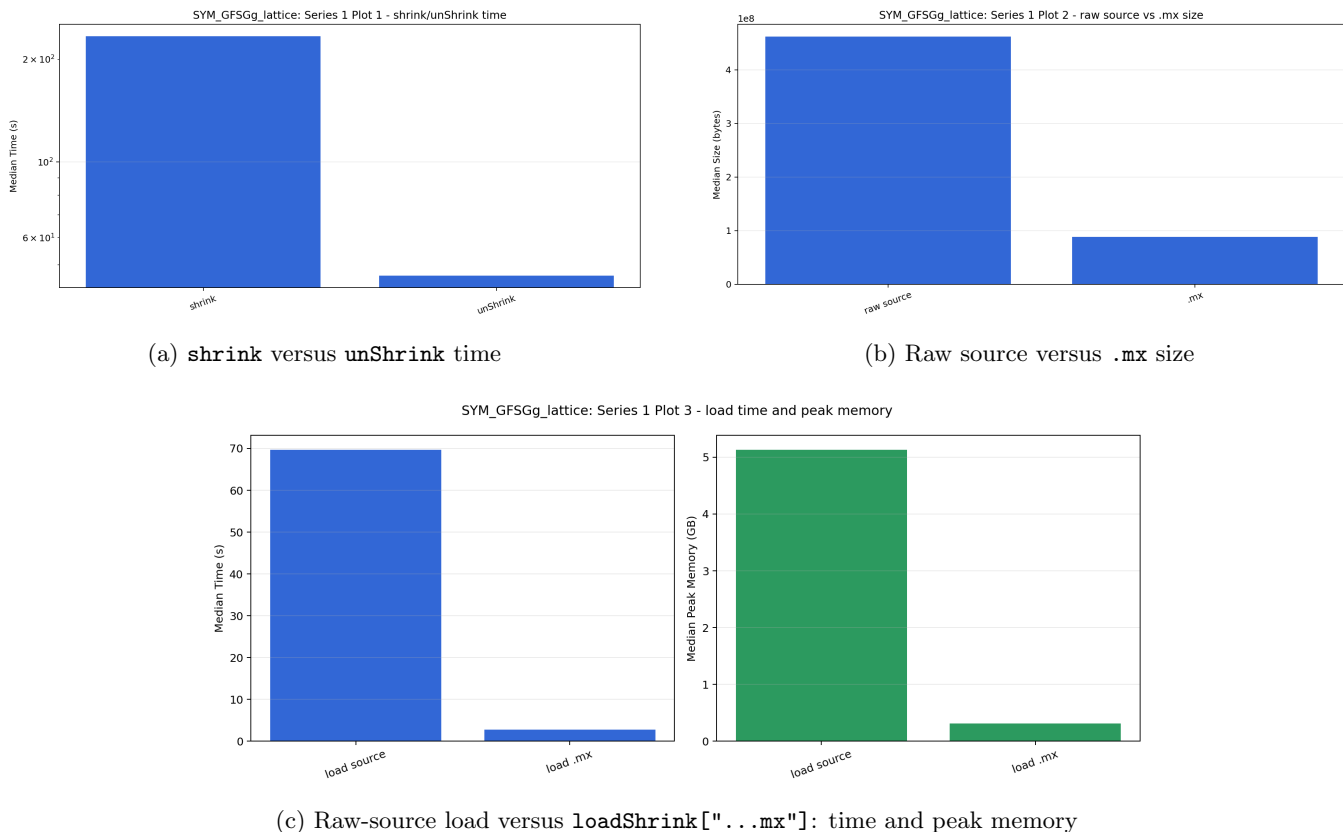 SYM_GFSGg_lattice: Series 1 Plot 1 - shrink/unShrink time
Median Time (s)
2 × 10²
10²
6 × 10¹
shrink
unShrink
(a) shrink versus unShrink time
SYM_GFSGg_lattice: Series 1 Plot 2 - raw source vs .mx size
1e8
Median Size (bytes)
4
3
2
1
0
raw source
.mx
(b) Raw source versus .mx size
SYM_GFSGg_lattice: Series 1 Plot 3 - load time and peak memory
Median Time (s)
70
60
50
40
30
20
10
0
load source
load .mx
Median Peak Memory (GB)
5
4
3
2
1
0
load source
load .mx
(c) Raw-source load versus loadShrink["...mx"]: time and peak memory